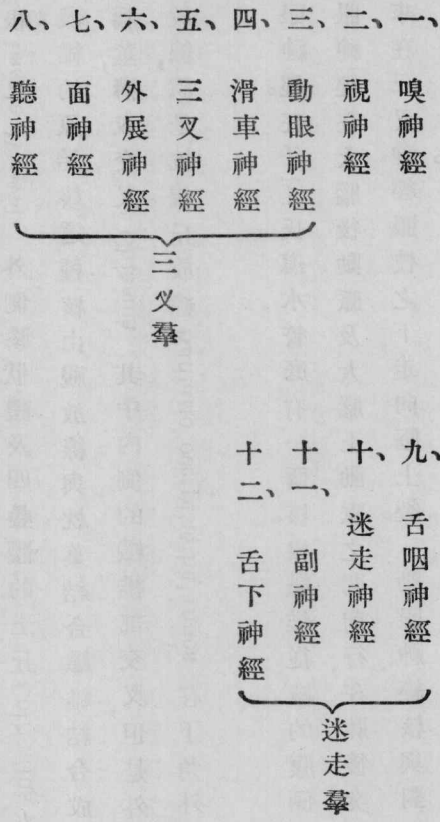 一、嗅神經
二、視神經
三、動眼神經
四、滑車神經
五、三叉神經
六、外展神經
七、面神經
八、聽神經
三叉羣
九、舌咽神經
十、迷走神經
十一、副神經
十二、舌下神經
迷走羣